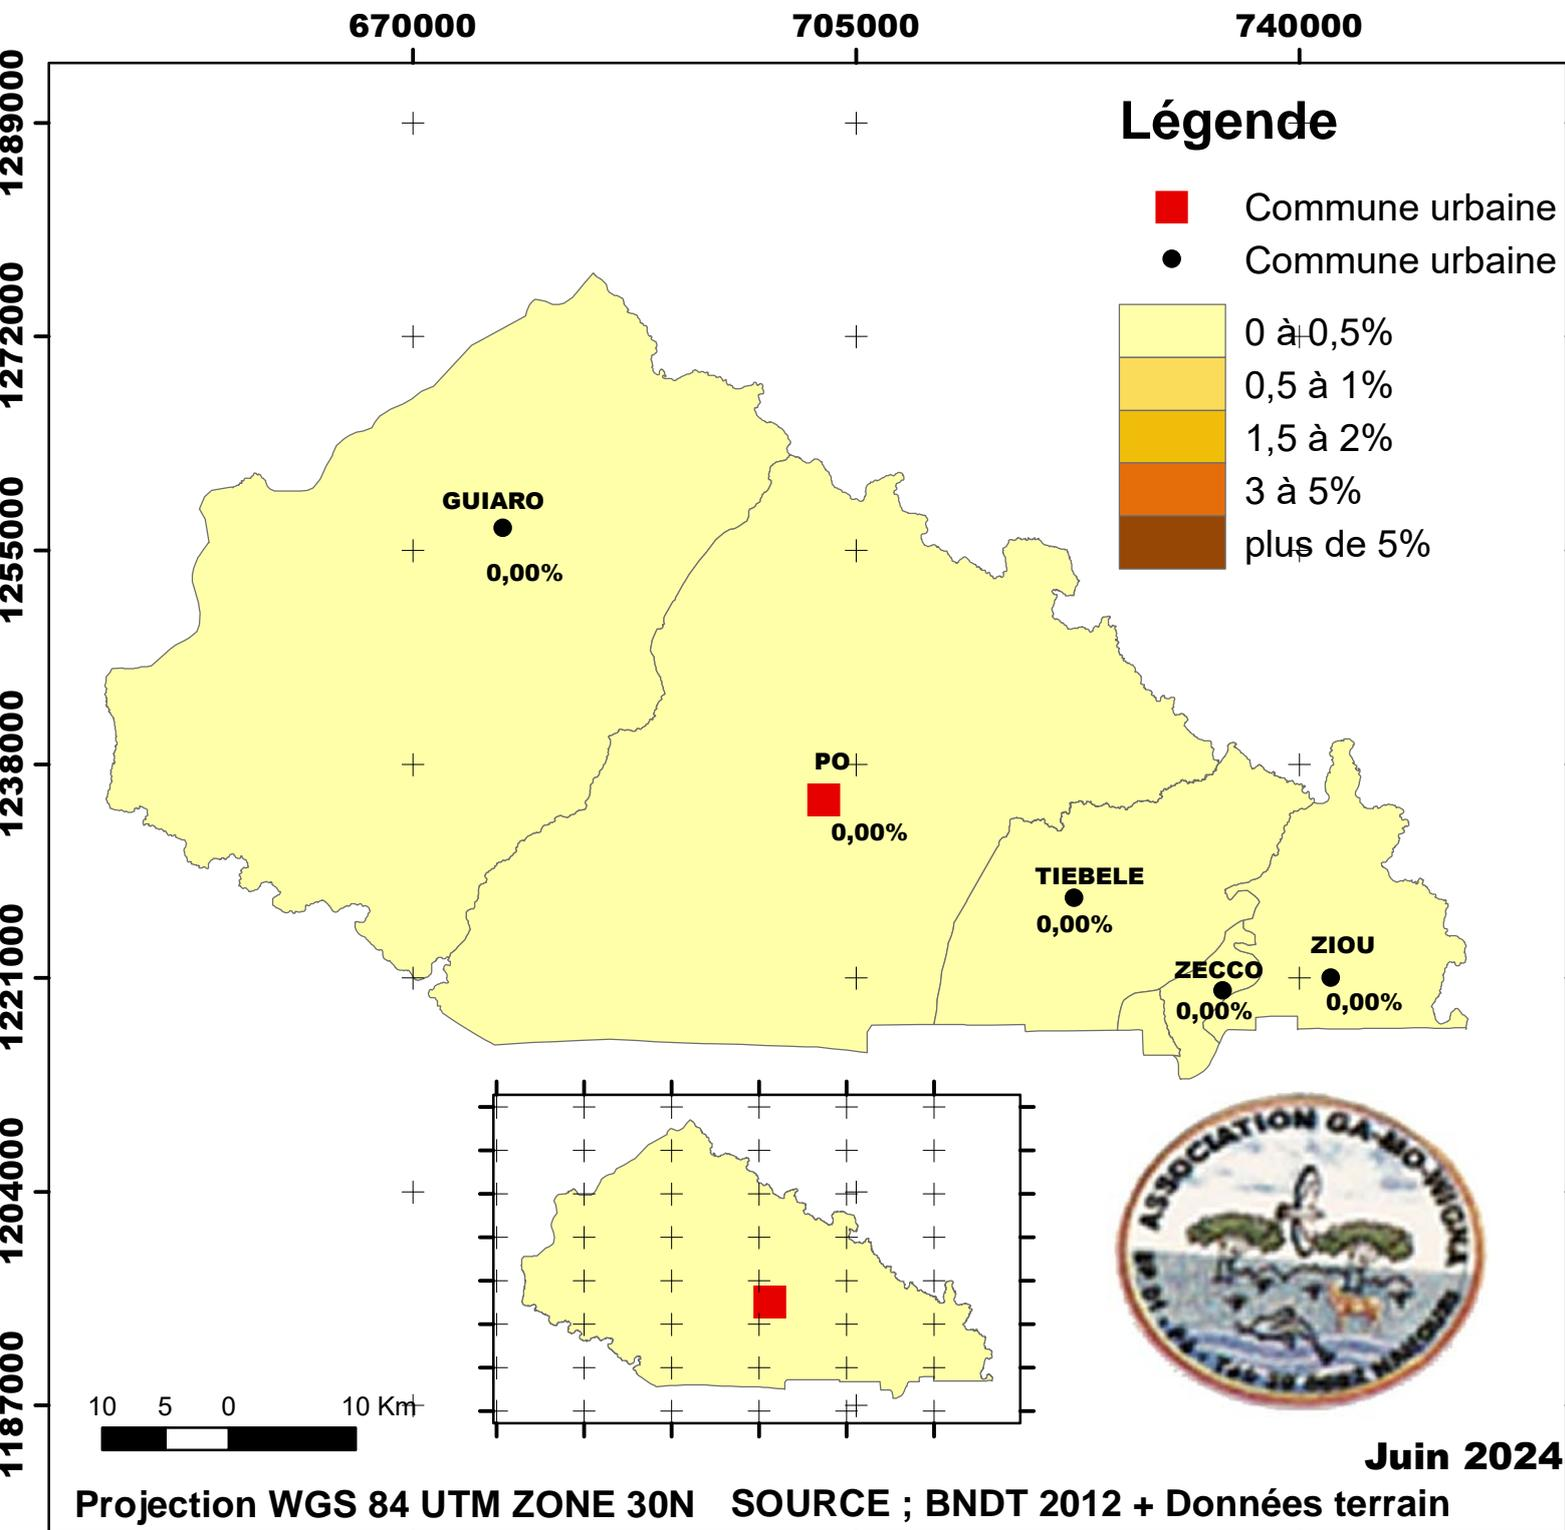 670000 705000 740000
1289000
1272000
1255000
1238000
1221000
1204000
1187000
Légende
Commune urbaine
Commune urbaine
0 à 0,5%
0,5 à 1%
1,5 à 2%
3 à 5%
plus de 5%
GUIARO
0,00%
PO
0,00%
TIEBELE
0,00%
ZECCO
0,00%
ZIOU
0,00%
ASSOCIATION GA-MO-WIGNA
10 5 0 10 Km
Juin 2024
Projection WGS 84 UTM ZONE 30N SOURCE ; BNDT 2012 + Données terrain